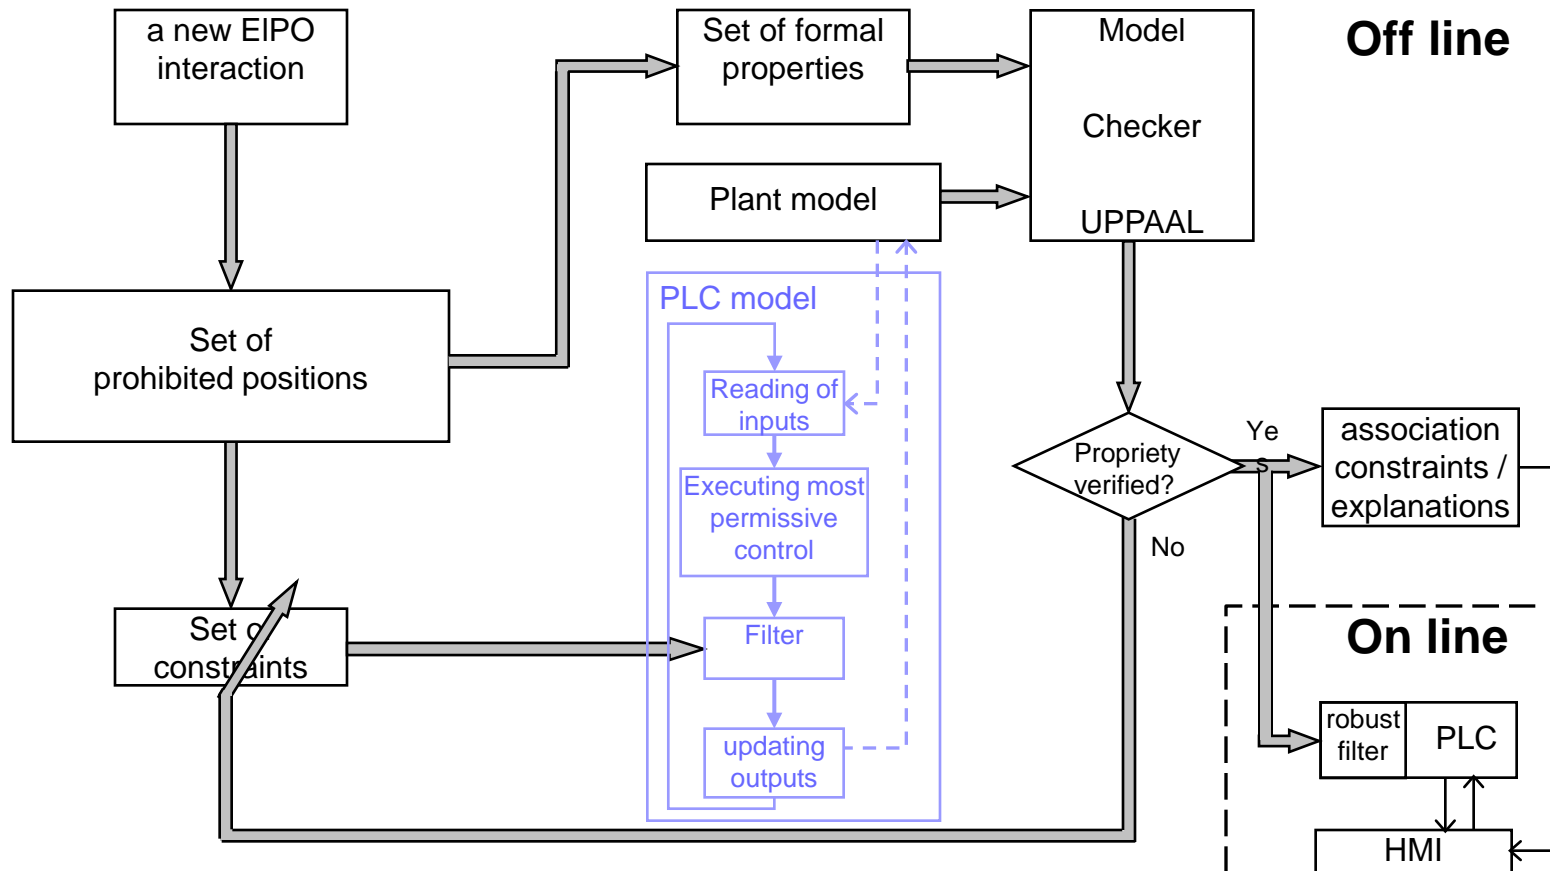 a new EIPO
interaction
Set of formal
properties
Model
Checker
UPPAAL
Off line
Plant model
Set of
prohibited positions
PLC model
Reading of
inputs
Executing most
permissive
control
Filter
updating
outputs
Propriety
verified?
Ye
s
No
association
constraints /
explanations
Set of
constraints
On line
robust
filter
PLC
HMI